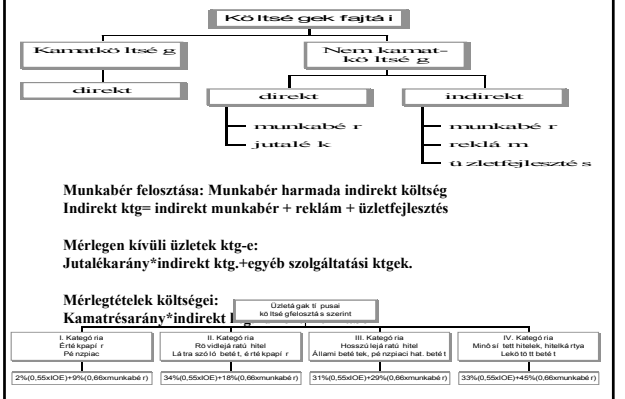 Költségek fajtái
Kamatköltség
Nem kamat-
költség
direkt
direkt
indirekt
munkabér
jutalék
munkabér
reklám
üzletfejlesztés
Munkabér felosztása: Munkabér harmada indirekt költség
Indirekt ktg= indirekt munkabér + reklám + üzletfejlesztés
Mérlegen kívüli üzletek ktg-e:
Jutalékarány*indirekt ktg.+egyéb szolgáltatási ktgek.
Mérlegtételek költségei:
Kamatrésarány*indirekt
Üzletágak típusai
költségfelosztás szerint
I. Kategória
Értékpapír
Pénzpiac
II. Kategória
Rövidlejáratú hitel
Látra szóló betét, értékpapír
III. Kategória
Hosszúlejáratú hitel
Állami betétek, pénzpiaci hat. betét
IV. Kategória
Minősített hitelek, hitelkártya
Lekötött betét
2%(0,55xIOE)+9%(0,66xmunkabér)
34%(0,55xIOE)+18%(0,66xmunkabér)
31%(0,55xIOE)+29%(0,66xmunkabér)
33%(0,55xIOE)+45%(0,66xmunkabér)